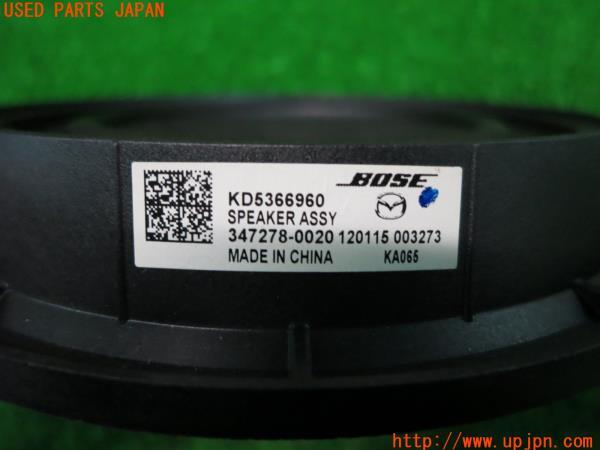 USED PARTS JAPAN
BOSE
KD5366960
SPEAKER ASSY
347278-0020 120115 003273
MADE IN CHINA KA065
http://www.upjpn.com/